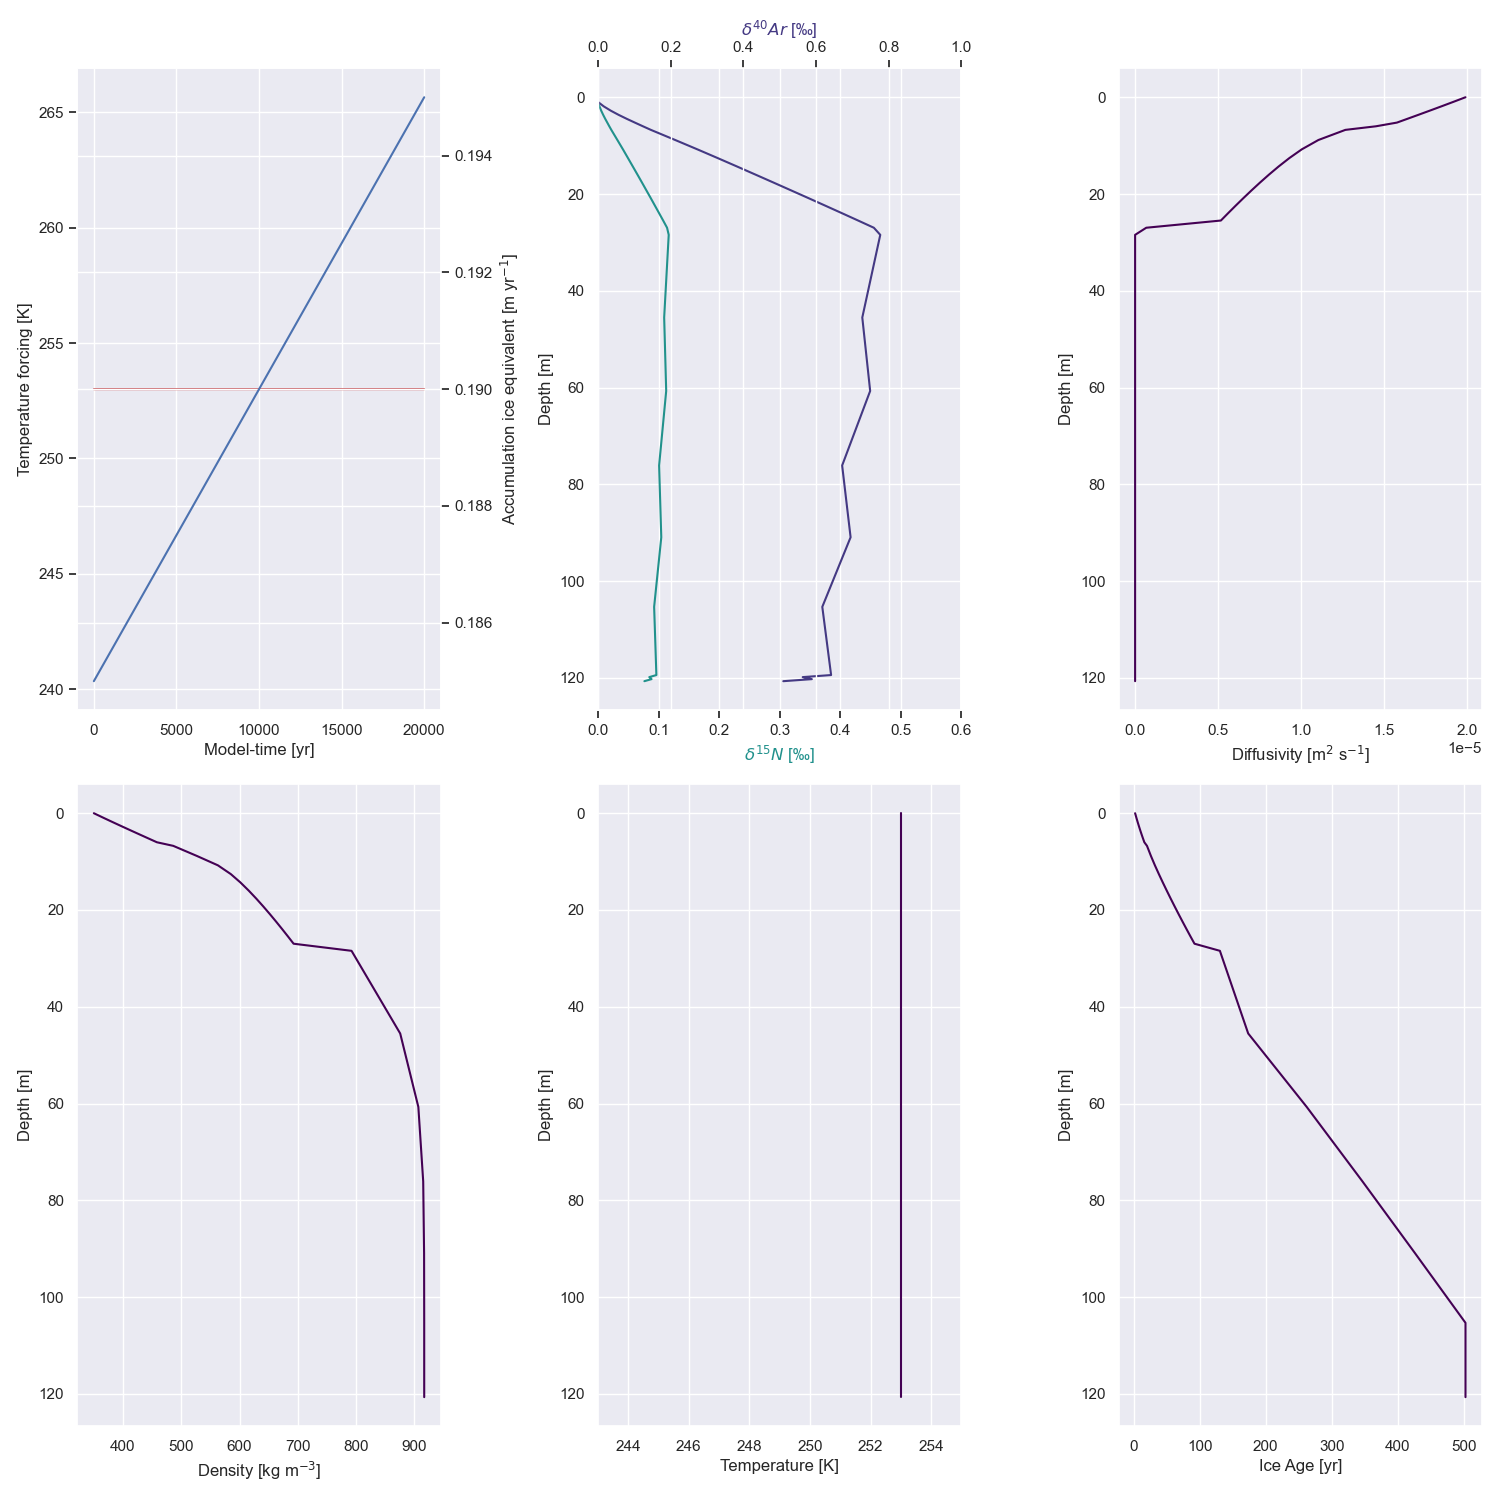 265
260
255
250
245
240
Temperature forcing [K]
0 5000 10000 15000 20000
Model-time [yr]
0.194
0.192
0.190
0.188
0.186
Accumulation ice equivalent [m yr⁻¹]
δ⁴⁰Ar [‰]
0.0 0.2 0.4 0.6 0.8 1.0
0
20
40
60
80
100
120
Depth [m]
0.0 0.1 0.2 0.3 0.4 0.5 0.6
δ¹⁵N [‰]
0
20
40
60
80
100
120
Depth [m]
0.0 0.5 1.0 1.5 2.0
1e−5
Diffusivity [m² s⁻¹]
0
20
40
60
80
100
120
Depth [m]
400 500 600 700 800 900
Density [kg m⁻³]
0
20
40
60
80
100
120
Depth [m]
244 246 248 250 252 254
Temperature [K]
0
20
40
60
80
100
120
Depth [m]
0 100 200 300 400 500
Ice Age [yr]